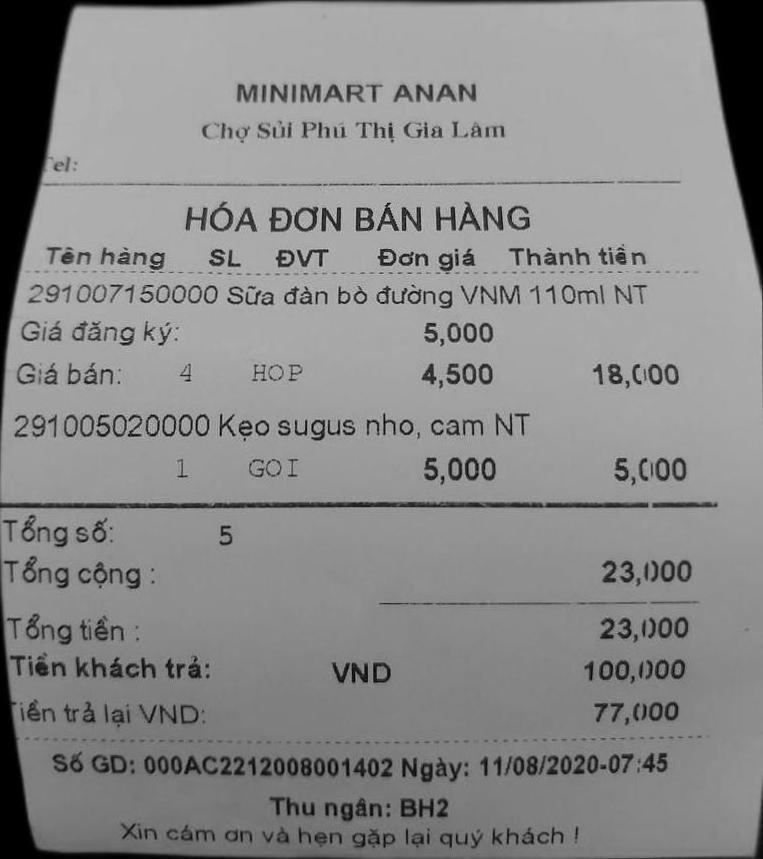 MINIMART ANAN
Chợ Sủi Phú Thị Gia Lâm
Tel:
HÓA ĐƠN BÁN HÀNG
Tên hàng SL ĐVT Đơn giá Thành tiền
291007150000 Sữa đàn bò đường VNM 110ml NT
Giá đăng ký: 5,000
Giá bán: 4 HOP 4,500 18,000
291005020000 Kẹo sugus nho, cam NT
1 GOI 5,000 5,000
Tổng số: 5
Tổng cộng : 23,000
Tổng tiền : 23,000
Tiền khách trả: VND 100,000
Tiền trả lại VND: 77,000
Số GD: 000AC2212008001402 Ngày: 11/08/2020-07:45
Thu ngân: BH2
Xin cám ơn và hẹn gặp lại quý khách !